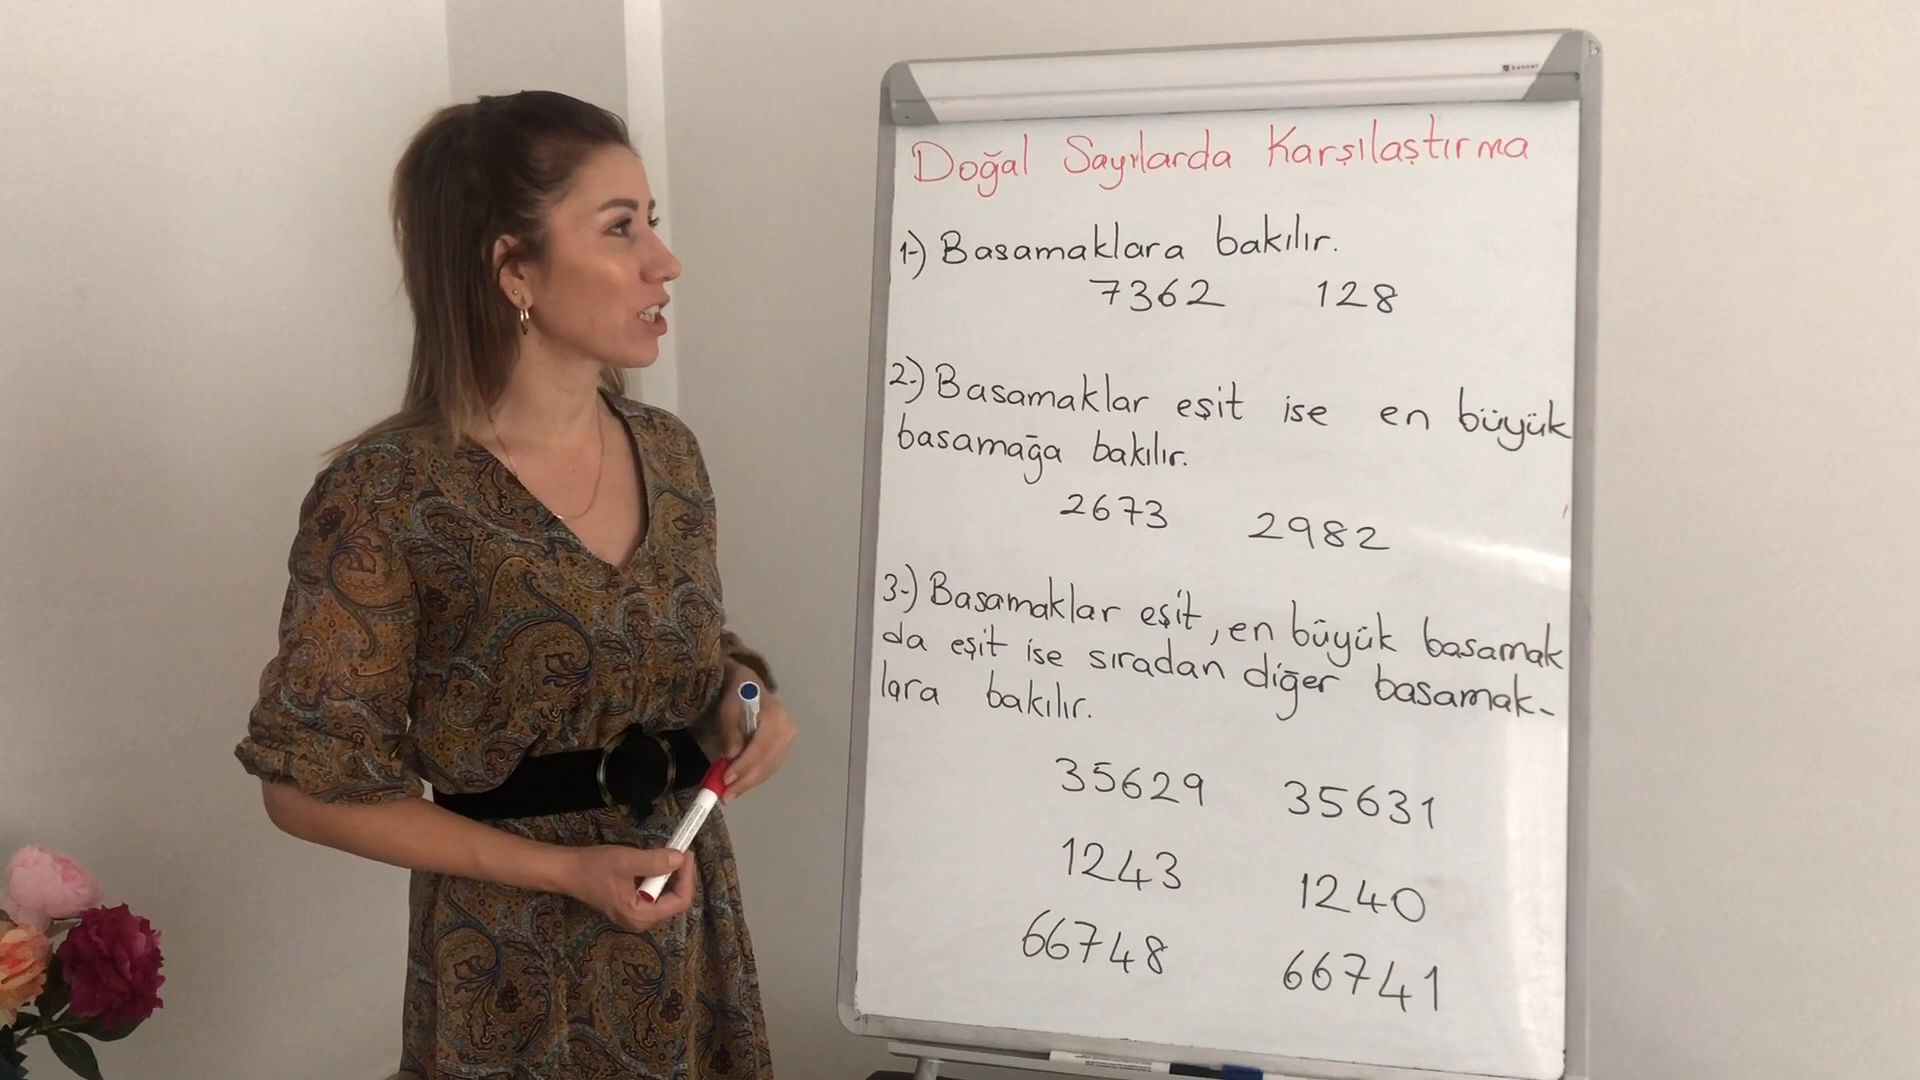 banner
Doğal Sayılarda Karşılaştırma
1-) Basamaklara bakılır.
7362 128
2-) Basamaklar eşit ise en büyük
basamağa bakılır.
2673 2982
3-) Basamaklar eşit, en büyük basamak
da eşit ise sıradan diğer basamak-
lara bakılır.
35629 35631
1243 1240
66748 66741